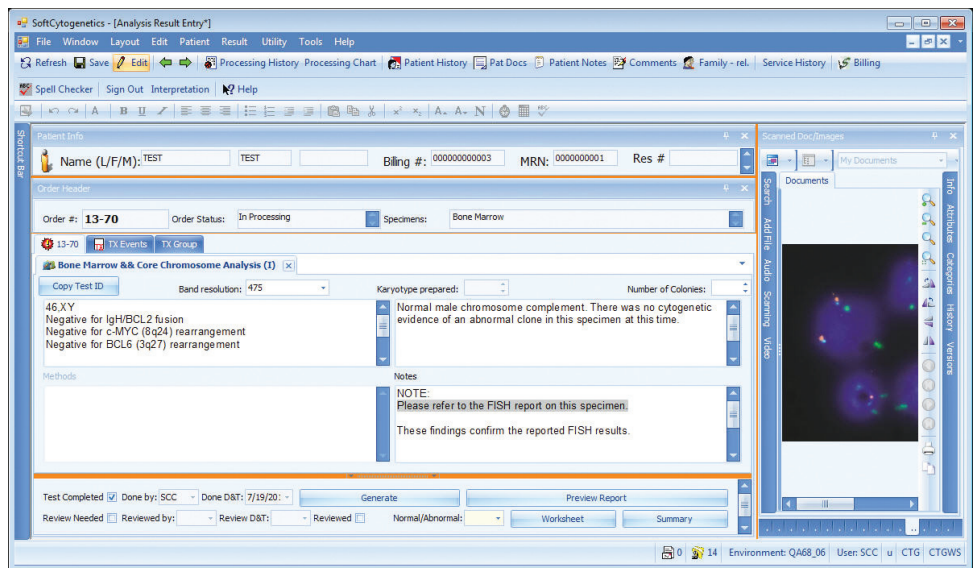 SoftCytogenetics - [Analysis Result Entry*]
File Window Layout Edit Patient Result Utility Tools Help
Refresh Save Edit Processing History Processing Chart Patient History Pat Docs Patient Notes Comments Family - rel. Service History Billing
Spell Checker Sign Out Interpretation Help
A B U I A. A. N
Shortcut Bar
Patient Info
Name (L/F/M): TEST TEST Biling #: 000000000003 MRN: 0000000001 Res #
Order Header
Order #: 13-70 Order Status: In Processing Specimens: Bone Marrow
13-70 TX Events TX Group
Bone Marrow && Core Chromosome Analysis (I)
Copy Test ID Band resolution: 475 Karyotype prepared: Number of Colonies:
46,XY
Negative for IgH/BCL2 fusion
Negative for c-MYC (8q24) rearrangement
Negative for BCL6 (3q27) rearrangement
Normal male chromosome complement. There was no cytogenetic
evidence of an abnormal clone in this specimen at this time.
Methods
Notes
NOTE:
Please refer to the FISH report on this specimen.
These findings confirm the reported FISH results.
Test Completed Done by: SCC Done D&T: 7/19/20: Generate Preview Report
Review Needed Reviewed by: Review D&T: Reviewed Normal/Abnormal: Worksheet Summary
Scanned Doc/Images
My Documents
Documents
Search Add File Audio Scanning Video
Info Attributes Categories History Versions
0 14 Environment: QA68_06 User: SCC u CTG CTGWS